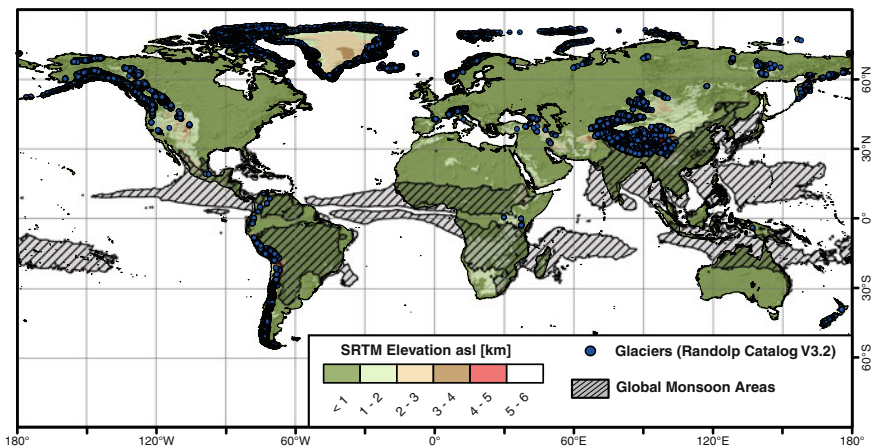 60°N
30°N
0°
30°S
60°S
SRTM Elevation asl [km]
< 1
1 - 2
2 - 3
3 - 4
4 - 5
5 - 6
Glaciers (Randolp Catalog V3.2)
Global Monsoon Areas
180°
120°W
60°W
0°
60°E
120°E
180°